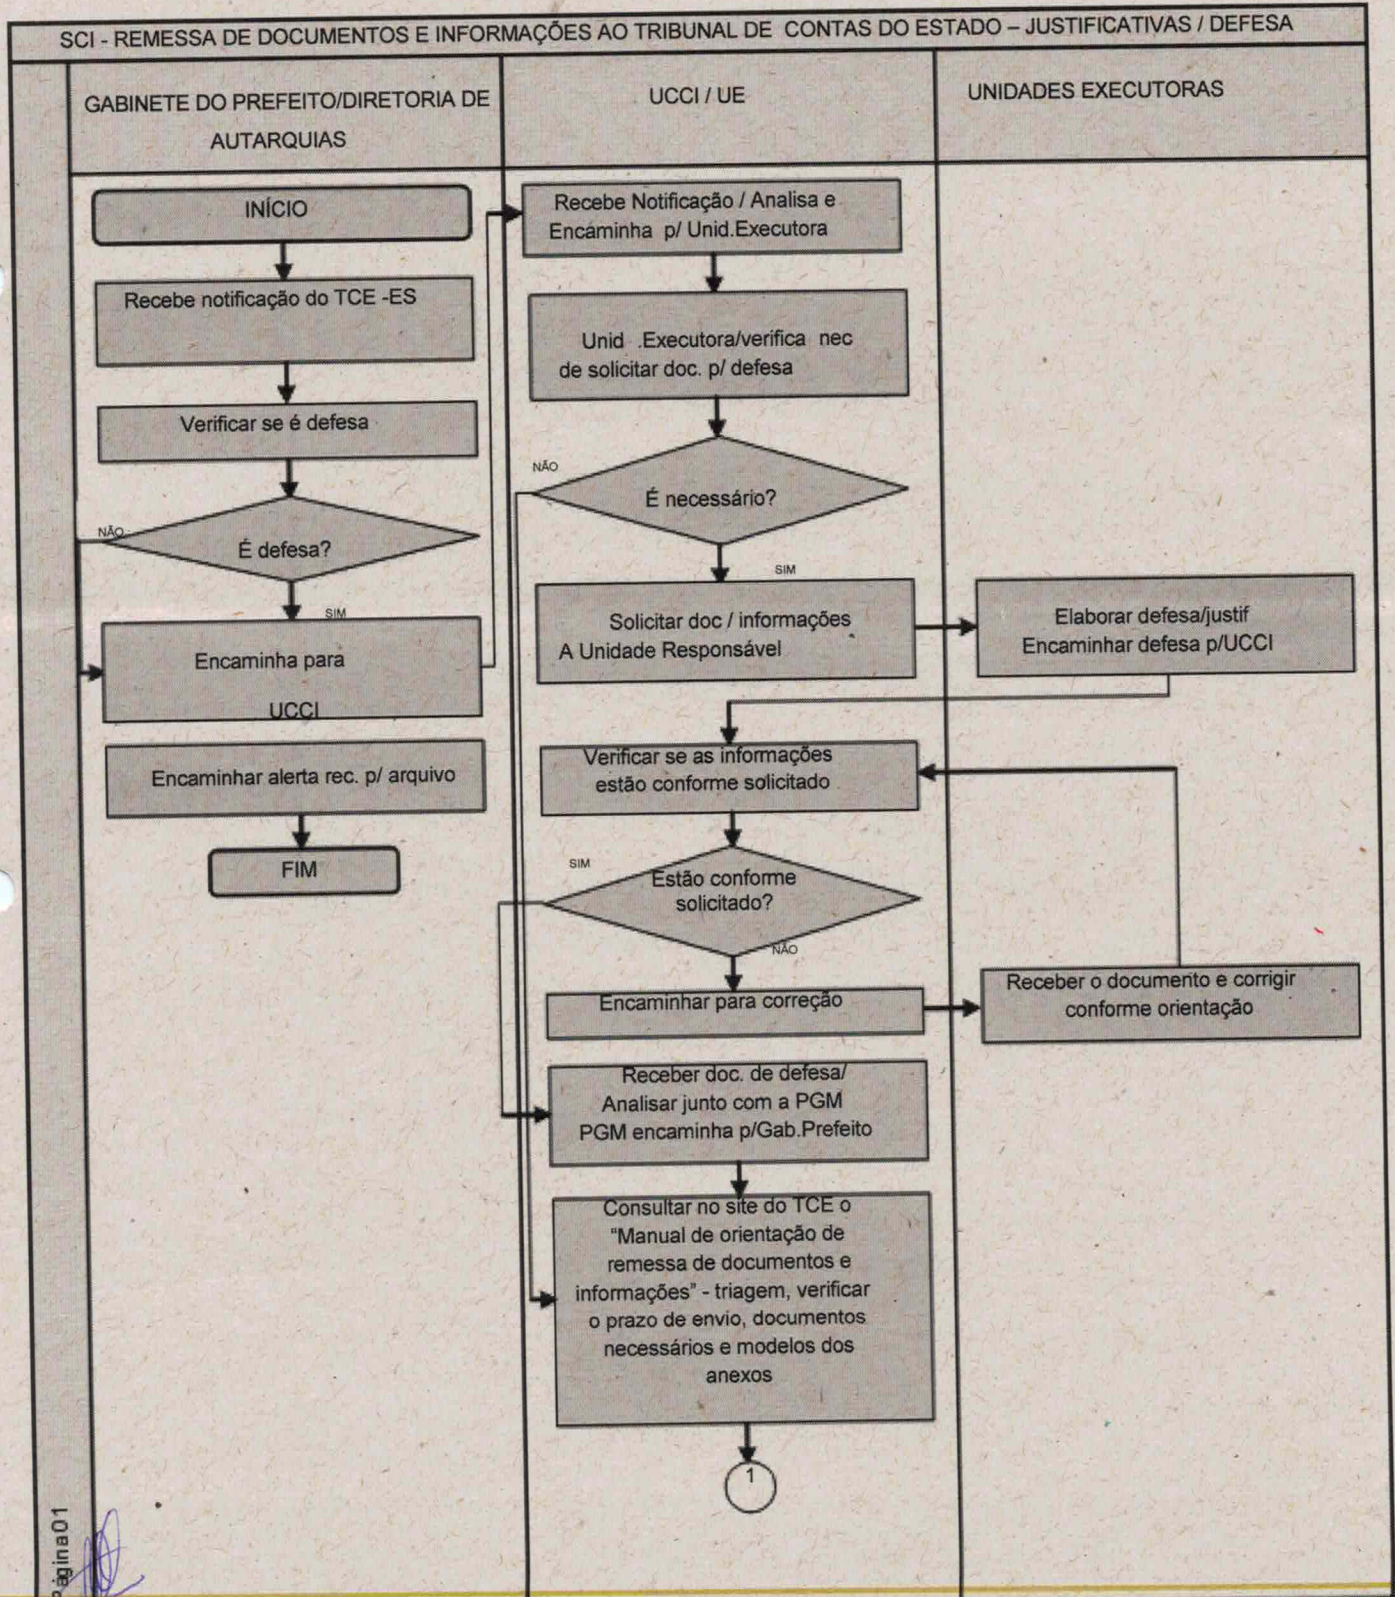 SCI - REMESSA DE DOCUMENTOS E INFORMAÇÕES AO TRIBUNAL DE CONTAS DO ESTADO – JUSTIFICATIVAS / DEFESA
GABINETE DO PREFEITO/DIRETORIA DE
AUTARQUIAS
UCCI / UE
UNIDADES EXECUTORAS
INÍCIO
Recebe notificação do TCE -ES
Verificar se é defesa
NÃO
É defesa?
SIM
Encaminha para
UCCI
Encaminhar alerta rec. p/ arquivo
FIM
Recebe Notificação / Analisa e
Encaminha p/ Unid.Executora
Unid .Executora/verifica nec
de solicitar doc. p/ defesa
NÃO
É necessário?
SIM
Solicitar doc / informações
A Unidade Responsável
Elaborar defesa/justif
Encaminhar defesa p/UCCI
Verificar se as informações
estão conforme solicitado
SIM
Estão conforme
solicitado?
NÃO
Encaminhar para correção
Receber o documento e corrigir
conforme orientação
Receber doc. de defesa/
Analisar junto com a PGM
PGM encaminha p/Gab.Prefeito
Consultar no site do TCE o
“Manual de orientação de
remessa de documentos e
informações” - triagem, verificar
o prazo de envio, documentos
necessários e modelos dos
anexos
1
Página01